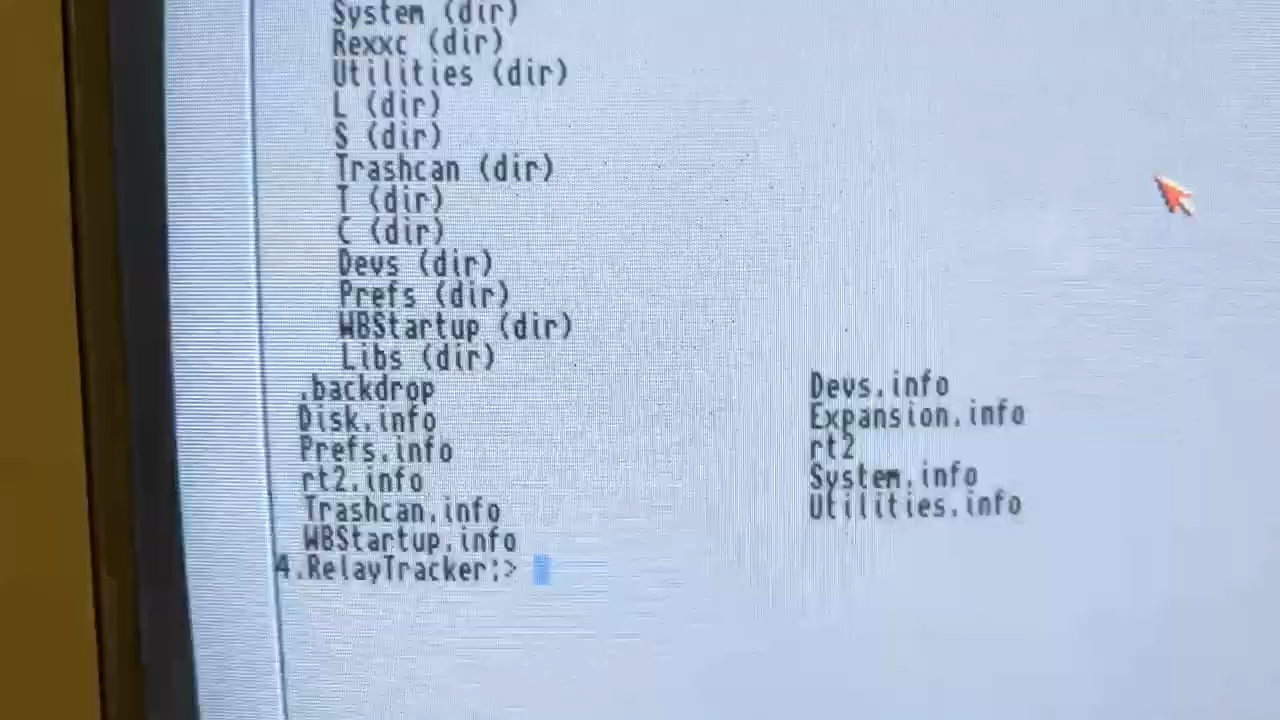 System (dir)
Rexxc (dir)
Utilities (dir)
L (dir)
S (dir)
Trashcan (dir)
T (dir)
C (dir)
Devs (dir)
Prefs (dir)
WBStartup (dir)
Libs (dir)
.backdrop Devs.info
Disk.info Expansion.info
Prefs.info rt2
rt2.info System.info
Trashcan.info Utilities.info
WBStartup.info
4.RelayTracker:>